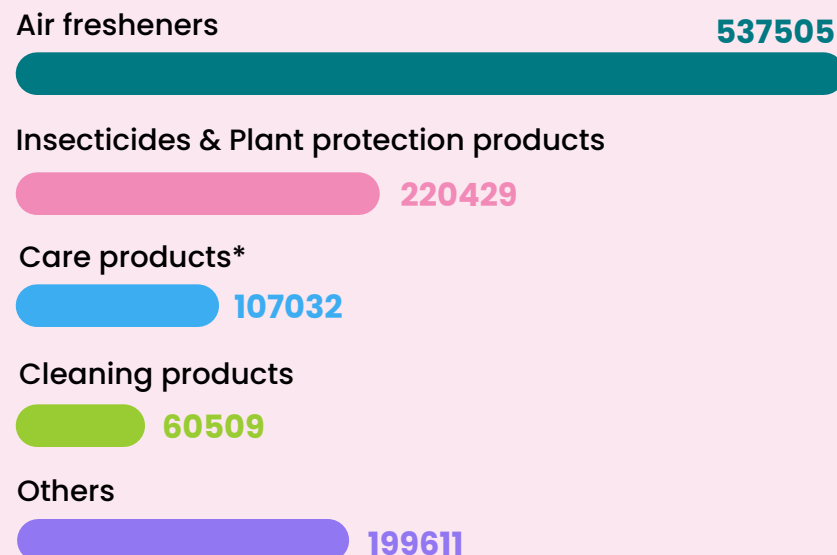 Air fresheners
537505
Insecticides & Plant protection products
220429
Care products*
107032
Cleaning products
60509
Others
199611